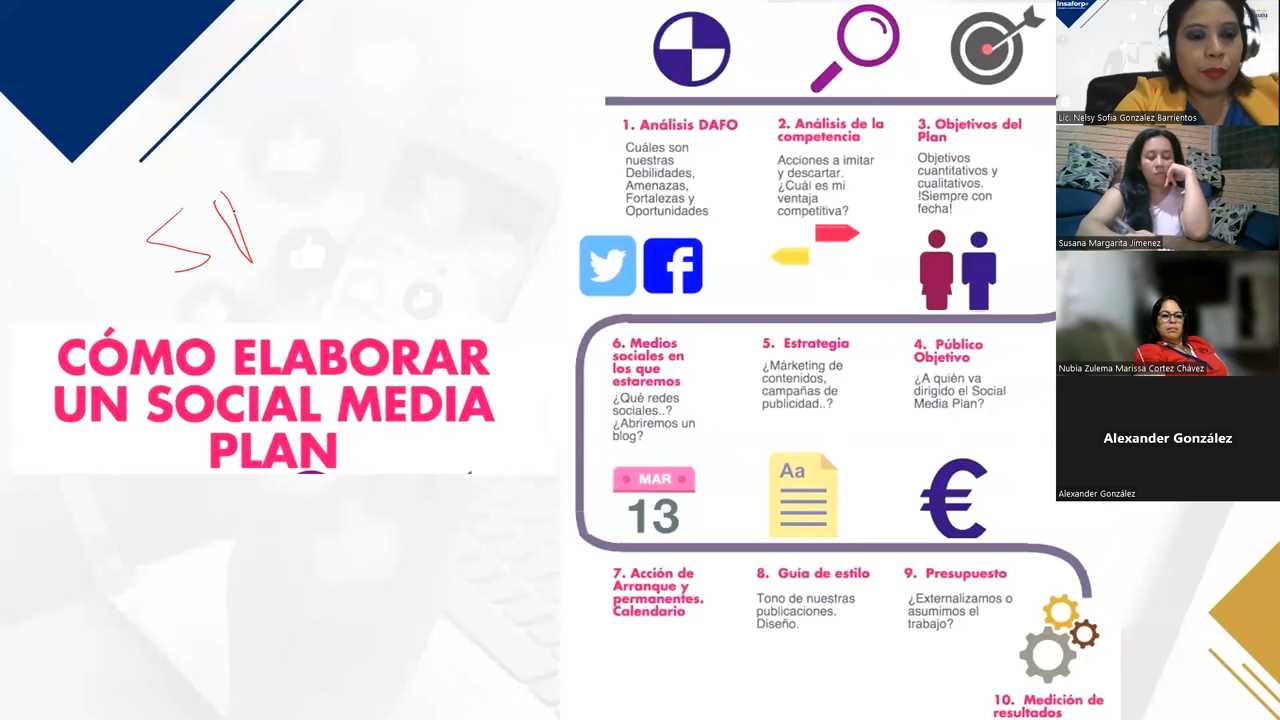 CÓMO ELABORAR
UN SOCIAL MEDIA
PLAN
1. Análisis DAFO
Cuáles son
nuestras
Debilidades,
Amenazas,
Fortalezas y
Oportunidades
2. Análisis de la
competencia
Acciones a imitar
y descartar.
¿Cuál es mi
ventaja
competitiva?
3. Objetivos del
Plan
Objetivos
cuantitativos y
cualitativos.
!Siempre con
fecha!
6. Medios
sociales en
los que
estaremos
¿Qué redes
sociales..?
¿Abriremos un
blog?
5. Estrategia
¿Márketing de
contenidos,
campañas de
publicidad..?
4. Público
Objetivo
¿A quién va
dirigido el Social
Media Plan?
MAR
13
Aa
€
7. Acción de
Arranque y
permanentes.
Calendario
8. Guía de estilo
Tono de nuestras
publicaciones.
Diseño.
9. Presupuesto
¿Externalizamos o
asumimos el
trabajo?
10. Medición de
resultados
Insaforp
Lic. Nelsy Sofia Gonzalez Barrientos
Susana Margarita Jimenez
Nubia Zulema Marissa Cortez Chávez
Alexander González
Alexander González